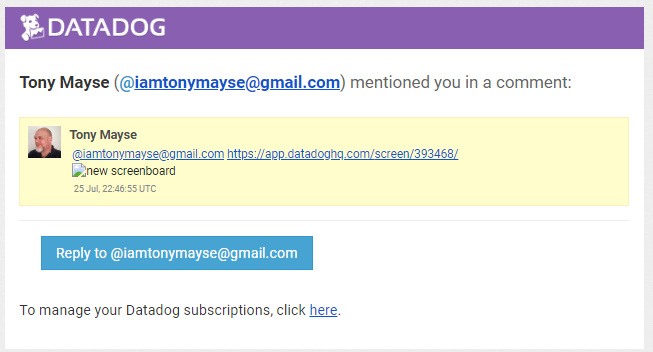 DATADOG
Tony Mayse (@iamtonymayse@gmail.com) mentioned you in a comment:
Tony Mayse
@iamtonymayse@gmail.com https://app.datadoghq.com/screen/393468/
new screenboard
25 Jul, 22:46:55 UTC
Reply to @iamtonymayse@gmail.com
To manage your Datadog subscriptions, click here.